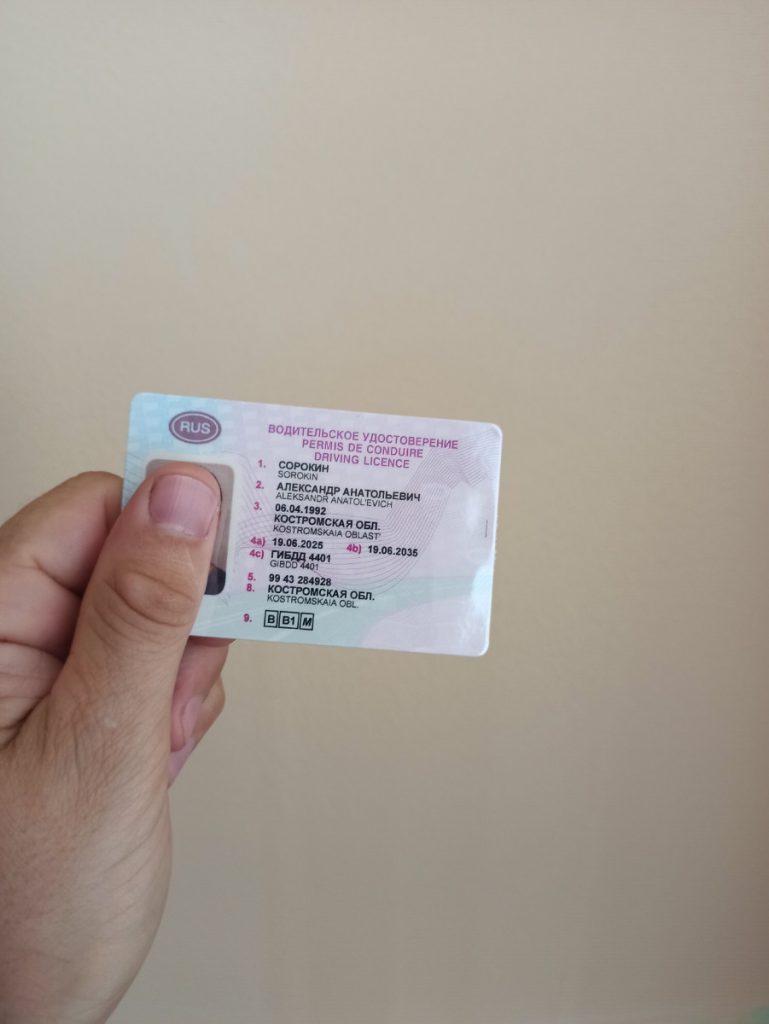 RUS
ВОДИТЕЛЬСКОЕ УДОСТОВЕРЕНИЕ
PERMIS DE CONDUIRE
DRIVING LICENCE
1. СОРОКИН
SOROKIN
2. АЛЕКСАНДР АНАТОЛЬЕВИЧ
ALEKSANDR ANATOL'EVICH
3. 06.04.1992
КОСТРОМСКАЯ ОБЛ.
KOSTROMSKAIA OBLAST'
4a) 19.06.2025 4b) 19.06.2035
4c) ГИБДД 4401
GIBDD 4401
5. 99 43 284928
8. КОСТРОМСКАЯ ОБЛ.
KOSTROMSKAIA OBL.
9. B B1 M